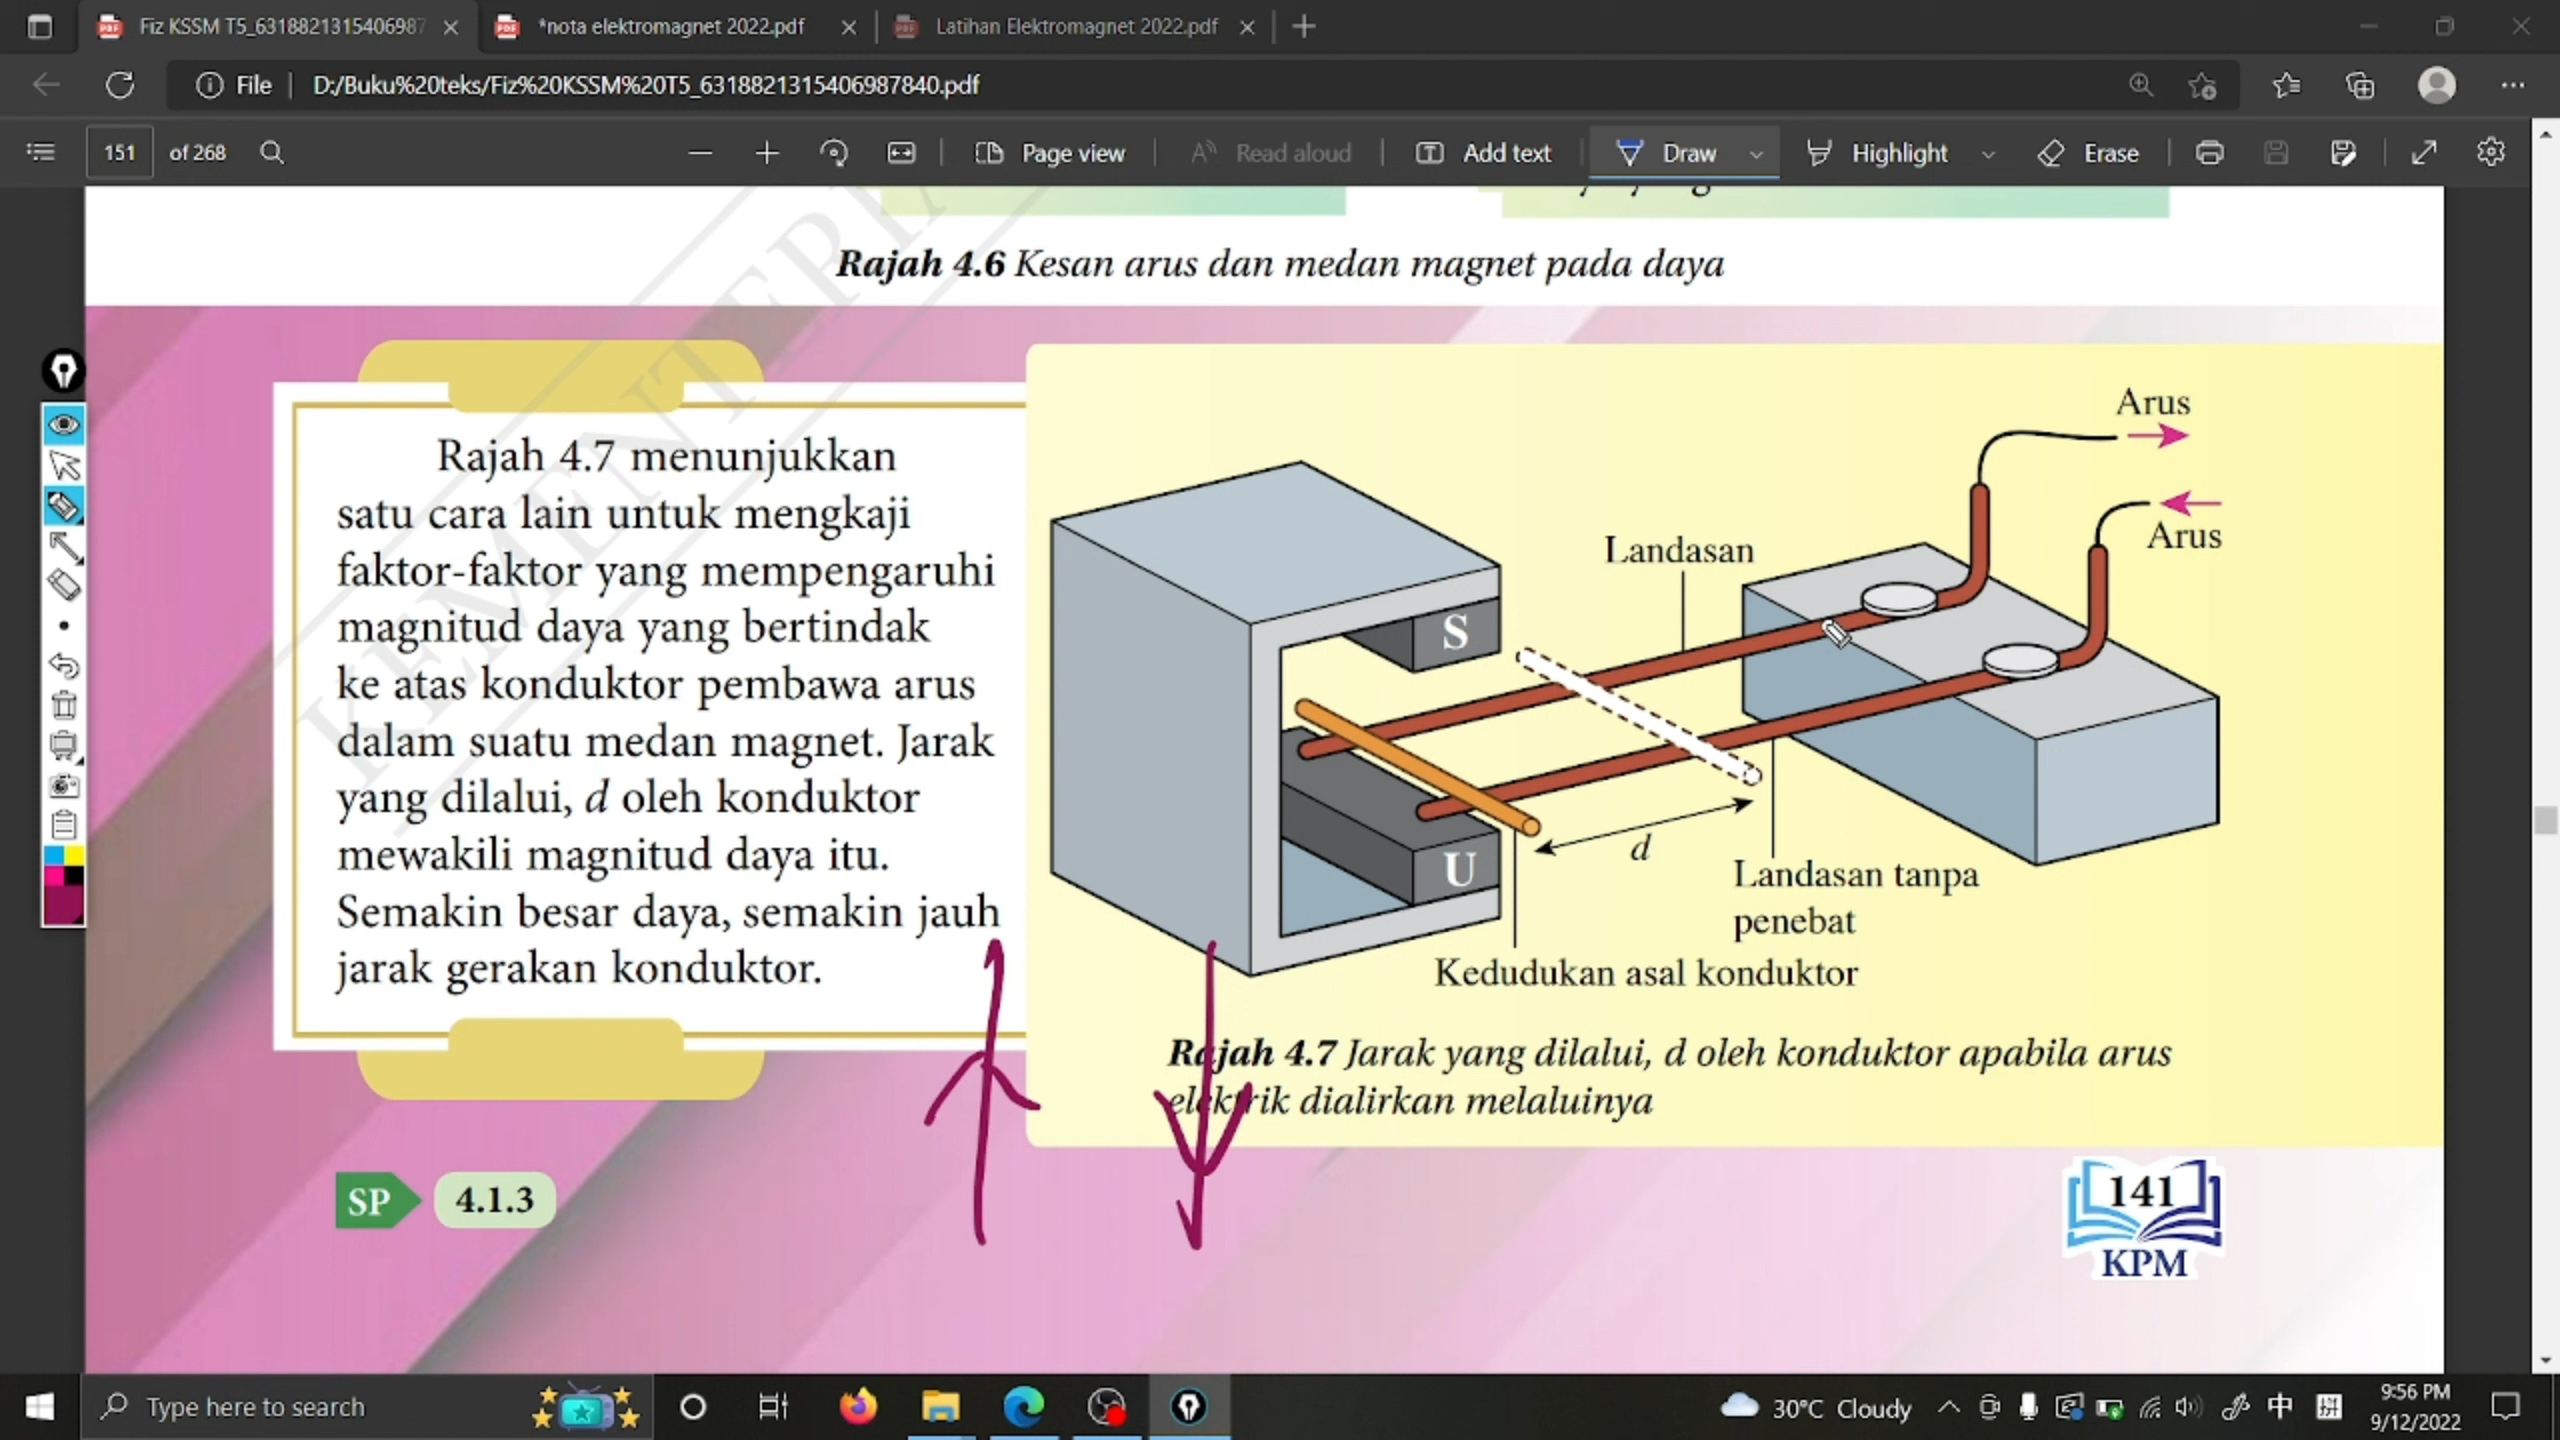 Fiz KSSM T5_631882131540698
*nota elektromagnet 2022.pdf
Latihan Elektromagnet 2022.pdf
File
D:/Buku%20teks/Fiz%20KSSM%20T5_6318821315406987840.pdf
151 of 268
Page view
Read aloud
Add text
Draw
Highlight
Erase
Rajah 4.6 Kesan arus dan medan magnet pada daya
KEMENTERIA
Rajah 4.7 menunjukkan
satu cara lain untuk mengkaji
faktor-faktor yang mempengaruhi
magnitud daya yang bertindak
ke atas konduktor pembawa arus
dalam suatu medan magnet. Jarak
yang dilalui, d oleh konduktor
mewakili magnitud daya itu.
Semakin besar daya, semakin jauh
jarak gerakan konduktor.
Arus
Arus
Landasan
S
U
d
Landasan tanpa
penebat
Kedudukan asal konduktor
Rajah 4.7 Jarak yang dilalui, d oleh konduktor apabila arus
elektrik dialirkan melaluinya
SP 4.1.3
141
KPM
Type here to search
30°C Cloudy
中
拼
9:56 PM
9/12/2022